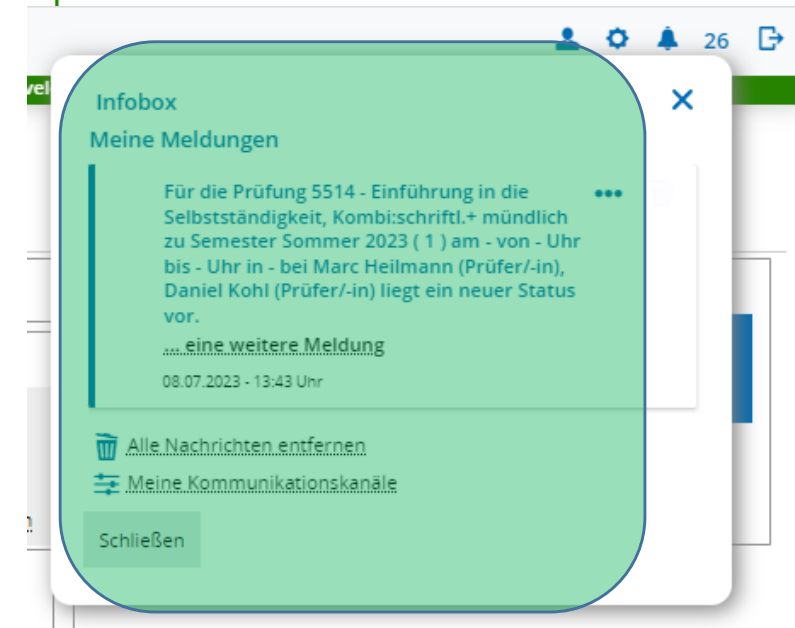 26
vel
Infobox
Meine Meldungen
Für die Prüfung 5514 - Einführung in die
Selbstständigkeit, Kombi:schriftl.+ mündlich
zu Semester Sommer 2023 ( 1 ) am - von - Uhr
bis - Uhr in - bei Marc Heilmann (Prüfer/-in),
Daniel Kohl (Prüfer/-in) liegt ein neuer Status
vor.
... eine weitere Meldung
08.07.2023 - 13:43 Uhr
Alle Nachrichten entfernen
Meine Kommunikationskanäle
Schließen